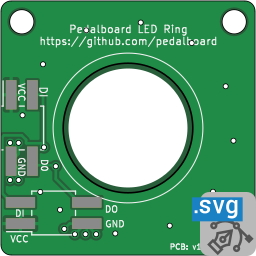 Pedalboard LED Ring
https://github.com/pedalboard
VCC DI
GND DO
DI DO
VCC GND
PCB: v1
.svg